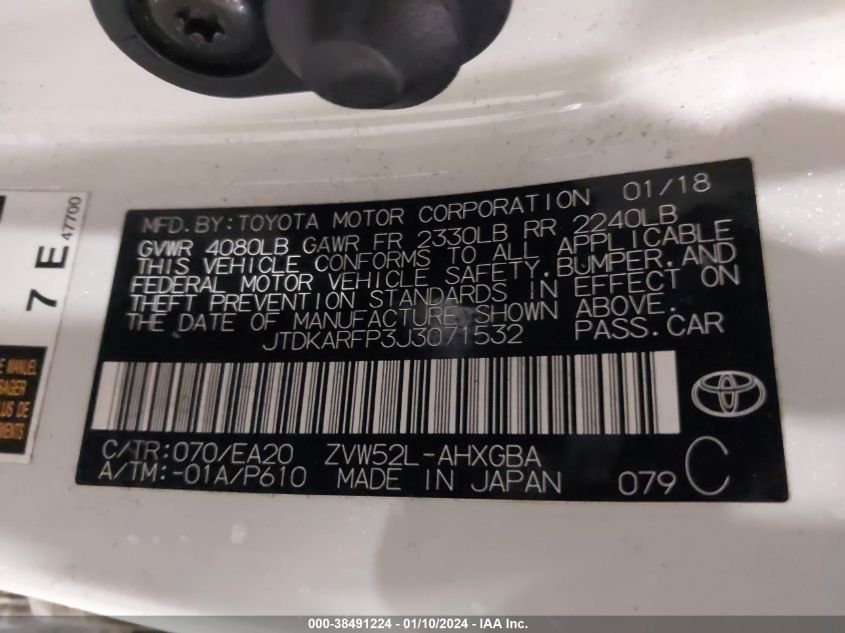 MFD. BY: TOYOTA MOTOR CORPORATION 01/18
GVWR 4080LB GAWR FR 2330LB RR 2240LB
THIS VEHICLE CONFORMS TO ALL APPLICABLE
FEDERAL MOTOR VEHICLE SAFETY, BUMPER, AND
THEFT PREVENTION STANDARDS IN EFFECT ON
THE DATE OF MANUFACTURE SHOWN ABOVE.
JTDKARFP3J3071532 PASS. CAR
C/TR: 070/EA20 ZVW52L-AHXGBA
A/TM: -01A/P610 MADE IN JAPAN 079 C
7 E
47700
MANUEL
LUS DE
000-38491224 - 01/10/2024 - IAA Inc.